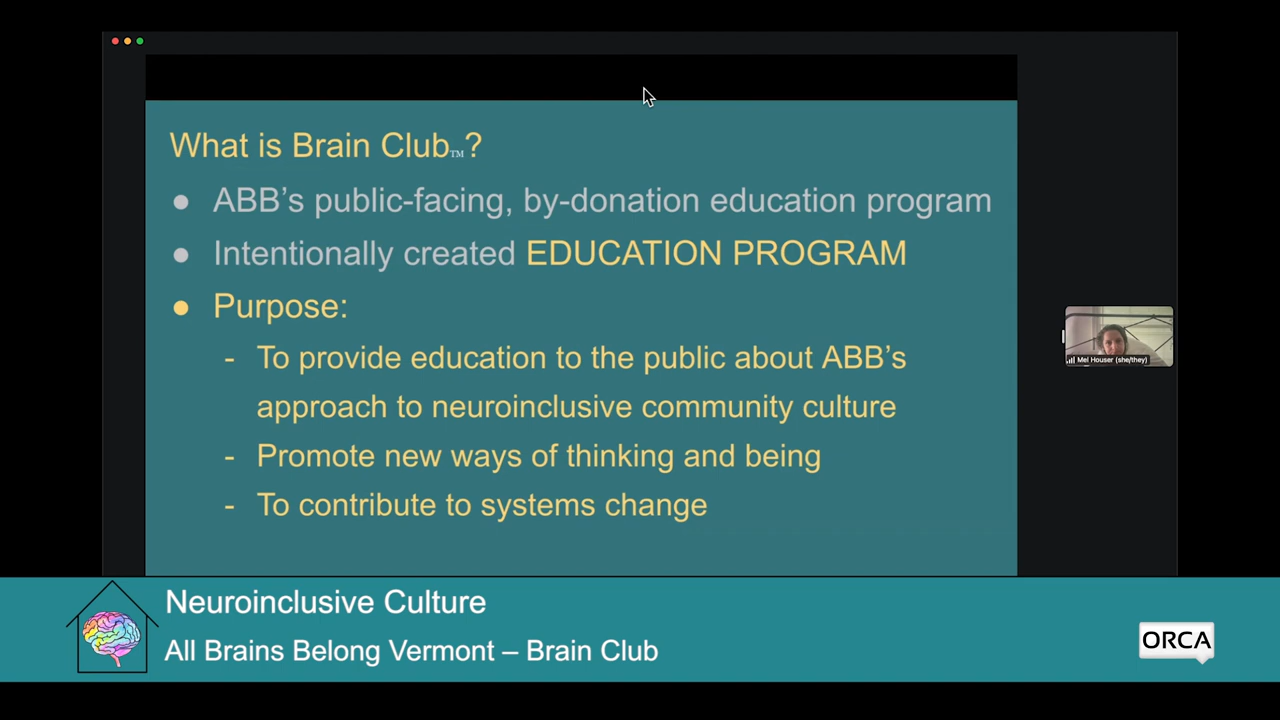 What is Brain Club™?
● ABB's public-facing, by-donation education program
● Intentionally created EDUCATION PROGRAM
● Purpose:
- To provide education to the public about ABB's
approach to neuroinclusive community culture
- Promote new ways of thinking and being
- To contribute to systems change
Mel Houser (she/they)
Neuroinclusive Culture
All Brains Belong Vermont – Brain Club
ORCA